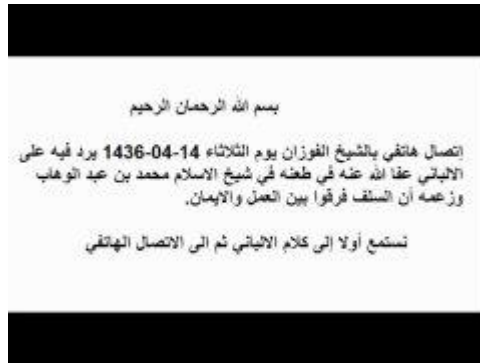 بسم الله الرحمان الرحيم
إتصال هاتفي بالشيخ الفوزان يوم الثلاثاء 14-04-1436 يرد فيه على
الالباني عفا الله عنه في طعنه في شيخ الاسلام محمد بن عبد الوهاب
وزعمه أن السلف فرقوا بين العمل والايمان.
نستمع أولا إلى كلام الالباني ثم الى الاتصال الهاتفي